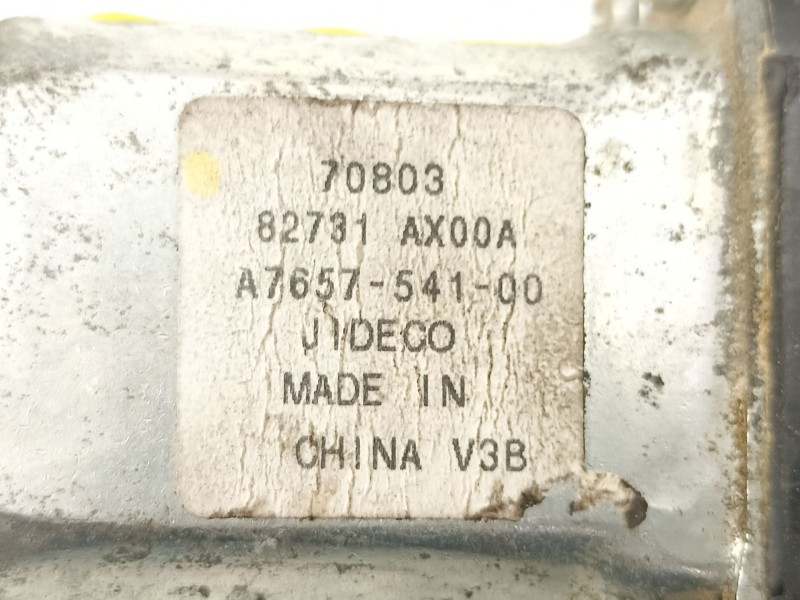 70803
82731 AX00A
A7657-541-00
JIDECO
MADE IN
CHINA V3B